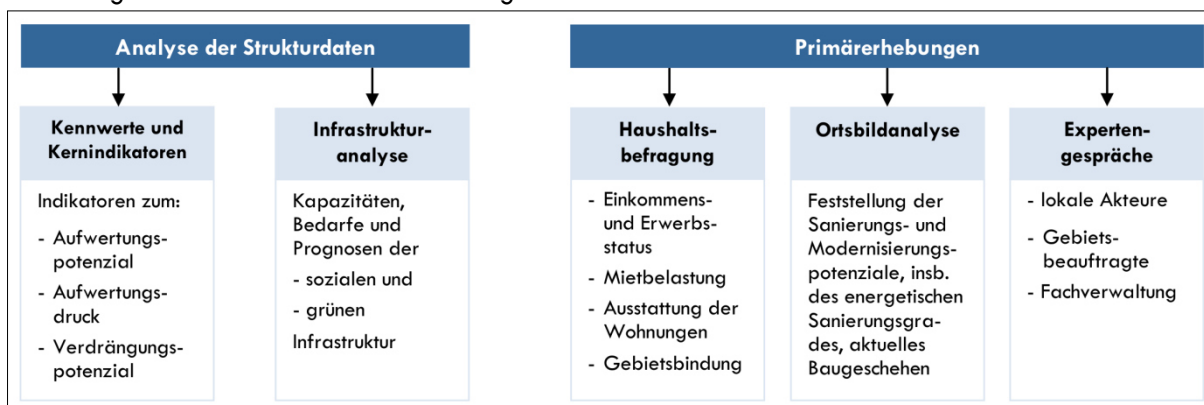 Analyse der Strukturdaten
Kennwerte und
Kernindikatoren
Indikatoren zum:
- Aufwertungs-
potenzial
- Aufwertungs-
druck
- Verdrängungs-
potenzial
Infrastruktur-
analyse
Kapazitäten,
Bedarfe und
Prognosen der
- sozialen und
- grünen
Infrastruktur
Primärerhebungen
Haushalts-
befragung
- Einkommens-
und Erwerbs-
status
- Mietbelastung
- Ausstattung der
Wohnungen
- Gebietsbindung
Ortsbildanalyse
Feststellung der
Sanierungs- und
Modernisierungs-
potenziale, insb.
des energetischen
Sanierungsgra-
des, aktuelles
Baugeschehen
Experten-
gespräche
- lokale Akteure
- Gebiets-
beauftragte
- Fachverwaltung